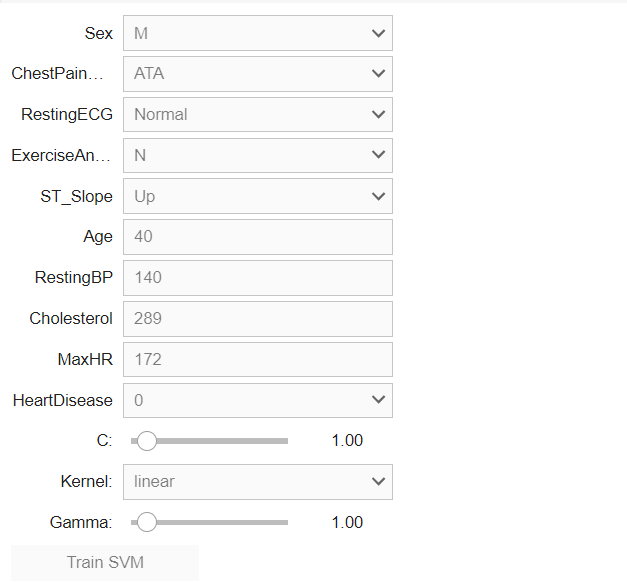 Sex M
ChestPain… ATA
RestingECG Normal
ExerciseAn… N
ST_Slope Up
Age 40
RestingBP 140
Cholesterol 289
MaxHR 172
HeartDisease 0
C: 1.00
Kernel: linear
Gamma: 1.00
Train SVM